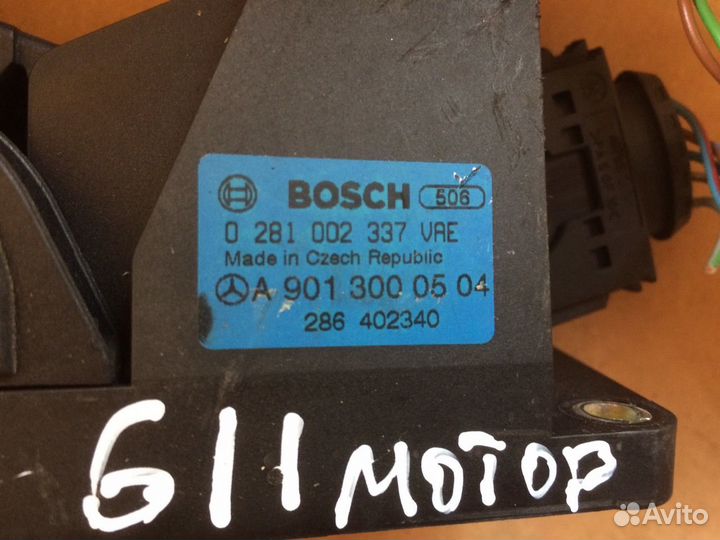 BOSCH 506
0 281 002 337 VAE
Made in Czech Republic
A 901 300 05 04
286 402340
611 мотор
Avito